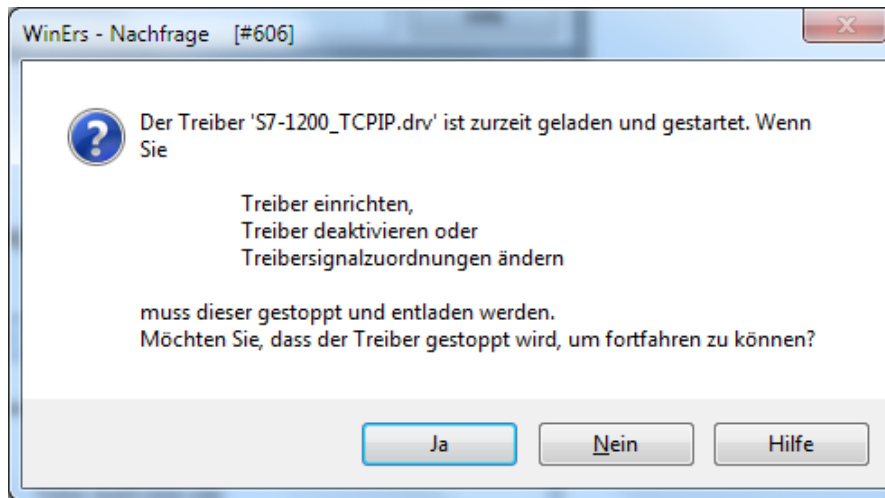 WinErs - Nachfrage [#606]
Der Treiber 'S7-1200_TCPIP.drv' ist zurzeit geladen und gestartet. Wenn
Sie
Treiber einrichten,
Treiber deaktivieren oder
Treibersignalzuordnungen ändern
muss dieser gestoppt und entladen werden.
Möchten Sie, dass der Treiber gestoppt wird, um fortfahren zu können?
Ja
Nein
Hilfe